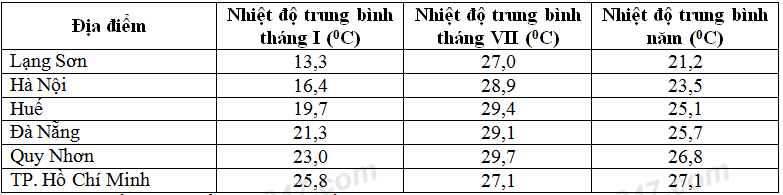 Địa điểm Nhiệt độ trung bình tháng I (⁰C) Nhiệt độ trung bình tháng VII (⁰C) Nhiệt độ trung bình năm (⁰C)
Lạng Sơn 13,3 27,0 21,2
Hà Nội 16,4 28,9 23,5
Huế 19,7 29,4 25,1
Đà Nẵng 21,3 29,1 25,7
Quy Nhơn 23,0 29,7 26,8
TP. Hồ Chí Minh 25,8 27,1 27,1